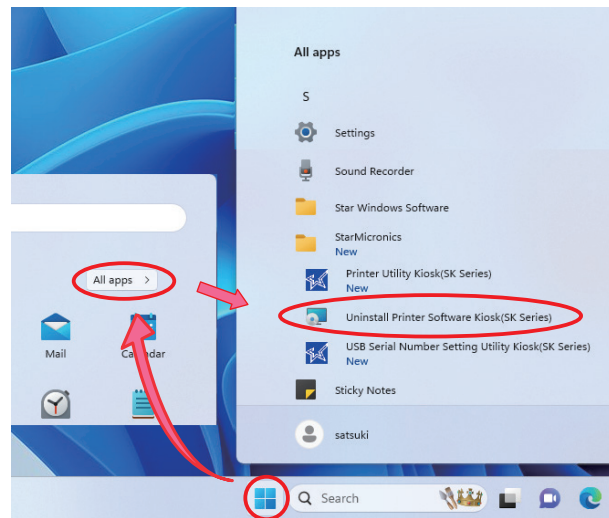 All apps
S
Settings
Sound Recorder
Star Windows Software
StarMicronics
New
Printer Utility Kiosk(SK Series)
New
Uninstall Printer Software Kiosk(SK Series)
USB Serial Number Setting Utility Kiosk(SK Series)
New
Sticky Notes
satsuki
All apps >
Mail
Search